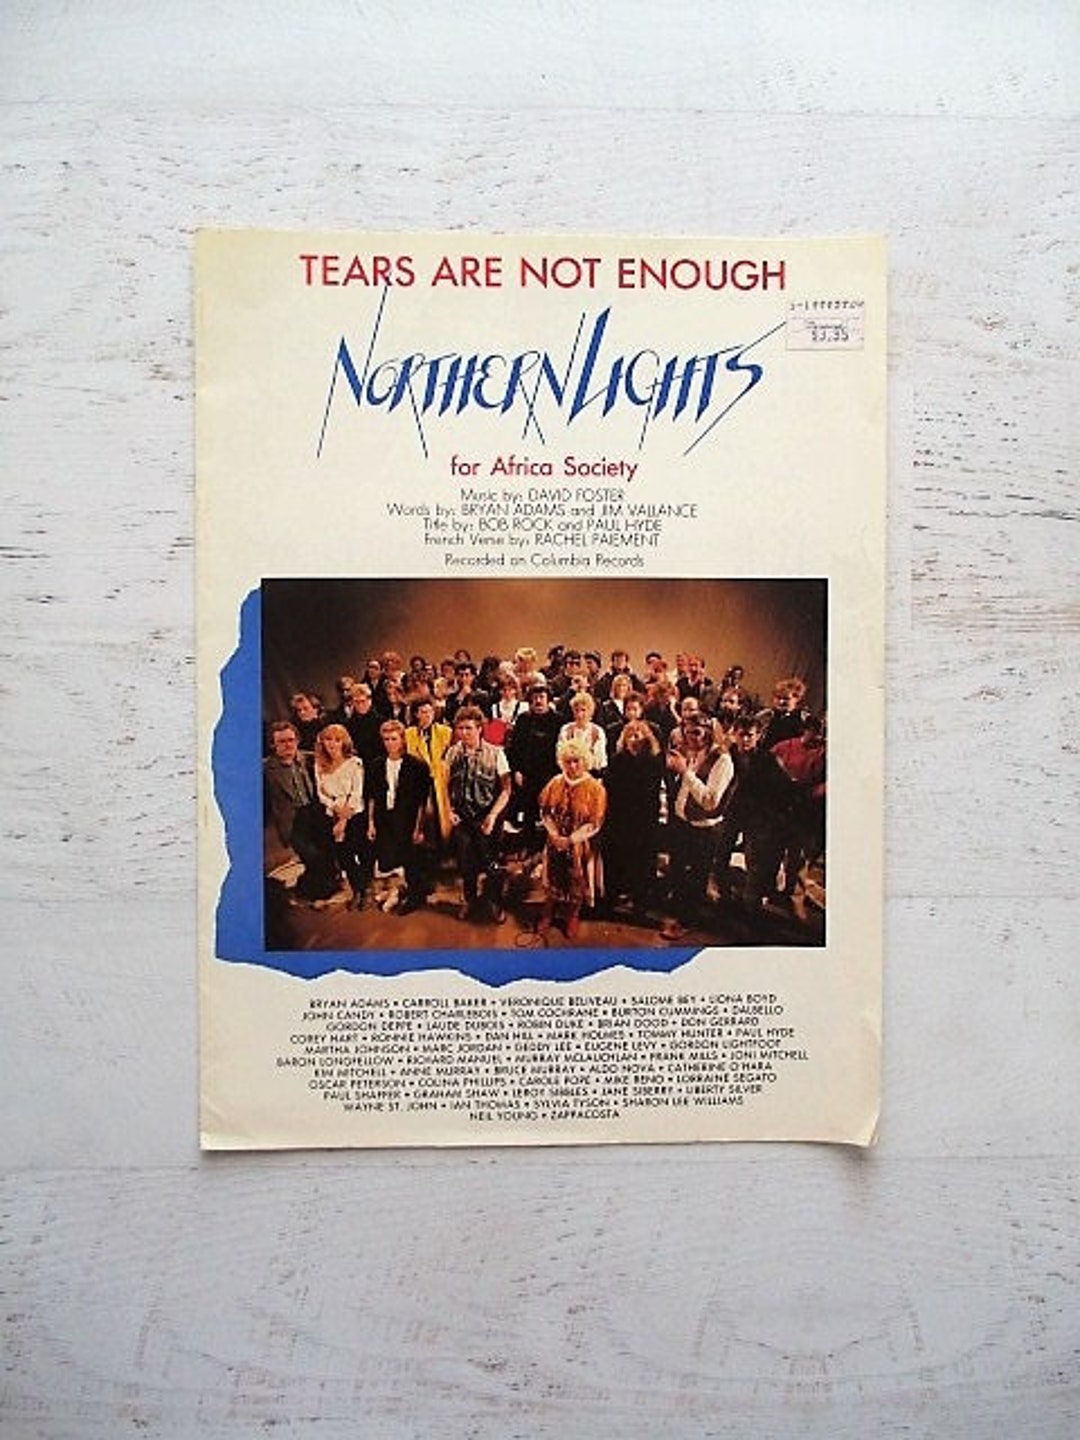 TEARS ARE NOT ENOUGH
NORTHERN LIGHTS
$3.95
for Africa Society
Music by: DAVID FOSTER
Words by: BRYAN ADAMS and JIM VALLANCE
Title by: BOB ROCK and PAUL HYDE
French Verse by: RACHEL PAIEMENT
Recorded on Columbia Records
BRYAN ADAMS • CARROLL BAKER • VERONIQUE BELIVEAU • SALOME BEY • LIONA BOYD
JOHN CANDY • ROBERT CHARLEBOIS • TOM COCHRANE • BURTON CUMMINGS • DALBELLO
GORDON DEPPE • LAUDE DUBOIS • ROBIN DUKE • BRIAN GOOD • DON GERRARD
COREY HART • RONNIE HAWKINS • DAN HILL • MARK HOLMES • TOMMY HUNTER • PAUL HYDE
MARTHA JOHNSON • MARC JORDAN • GEDDY LEE • EUGENE LEVY • GORDON LIGHTFOOT
BARON LONGFELLOW • RICHARD MANUEL • MURRAY MCLAUCHLAN • FRANK MILLS • JONI MITCHELL
KIM MITCHELL • ANNE MURRAY • BRUCE MURRAY • ALDO NOVA • CATHERINE O'HARA
OSCAR PETERSON • COLINA PHILLIPS • CAROLE POPE • MIKE RENO • LORRAINE SEGATO
PAUL SHAFFER • GRAHAM SHAW • LEROY SIBBLES • JANE SIBERRY • LIBERTY SILVER
WAYNE ST. JOHN • IAN THOMAS • SYLVIA TYSON • SHARON LEE WILLIAMS
NEIL YOUNG • ZAPPACOSTA